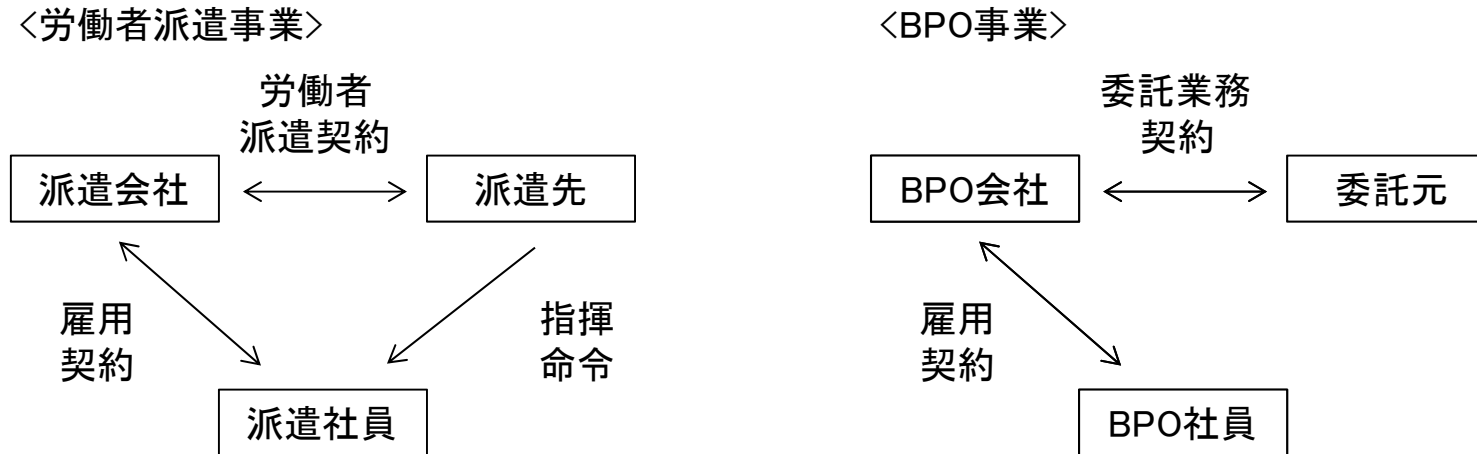 <労働者派遣事業>
労働者
派遣契約
派遣会社
派遣先
雇用
契約
指揮
命令
派遣社員
<BPO事業>
委託業務
契約
BPO会社
委託元
雇用
契約
BPO社員